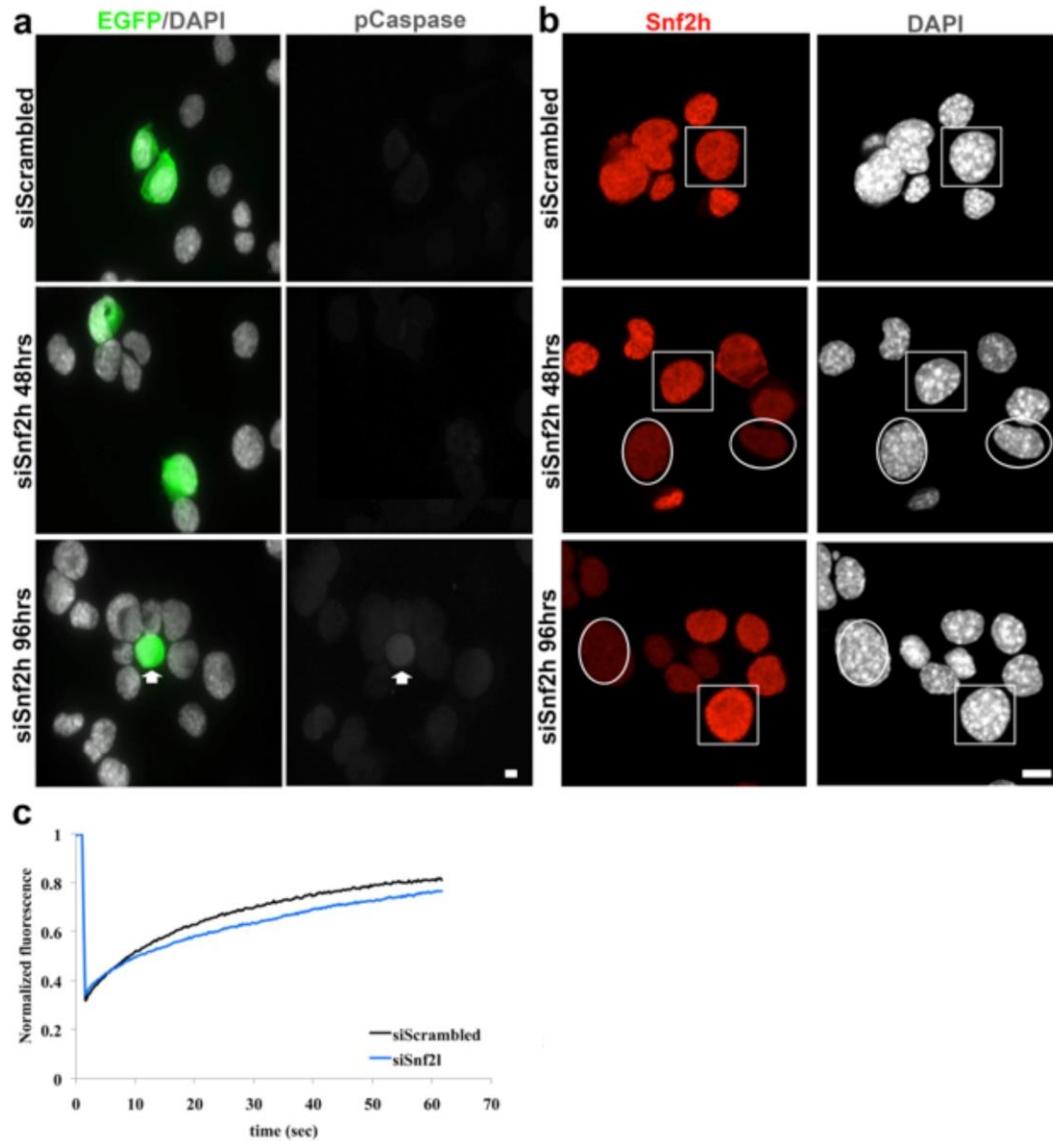 a
EGFP/DAPI
pCaspase
b
Snf2h
DAPI
siScrambled
siSnf2h 48hrs
siSnf2h 96hrs
siScrambled
siSnf2h 48hrs
siSnf2h 96hrs
c
Normalized fluorescence
1
0.8
0.6
0.4
0.2
0
siScrambled
siSnf2l
0 10 20 30 40 50 60 70
time (sec)